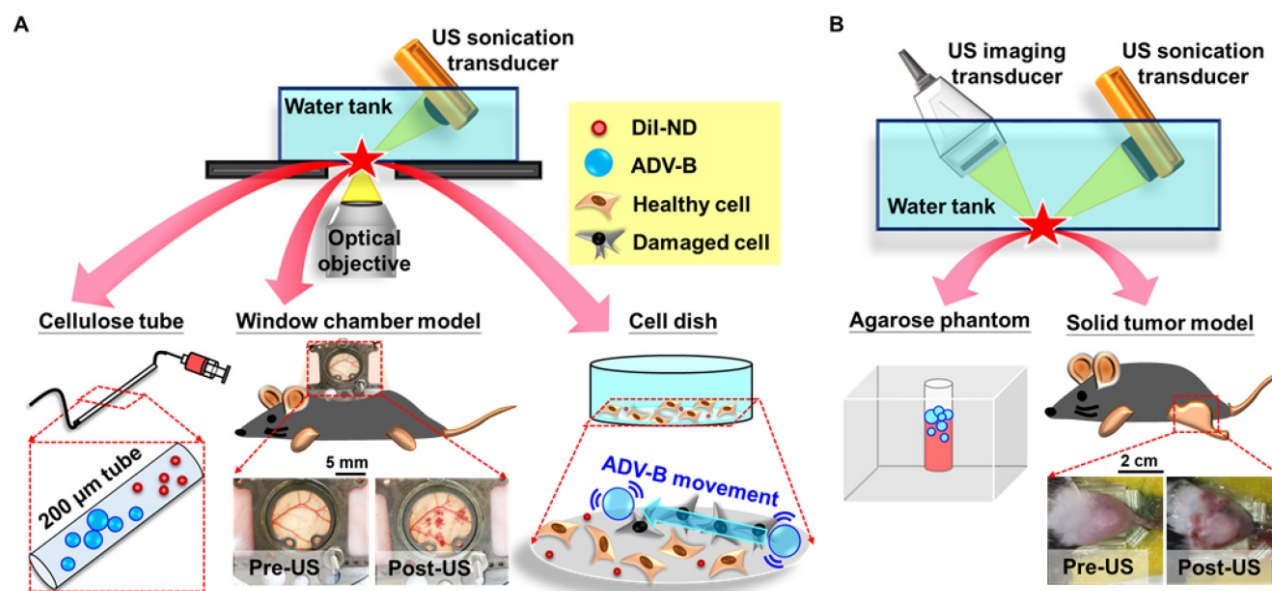 A
US sonication
transducer
Water tank
Optical
objective
DiI-ND
ADV-B
Healthy cell
Damaged cell
Cellulose tube
200 μm tube
Window chamber model
5 mm
Pre-US
Post-US
Cell dish
ADV-B movement
B
US imaging
transducer
US sonication
transducer
Water tank
Agarose phantom
Solid tumor model
2 cm
Pre-US
Post-US